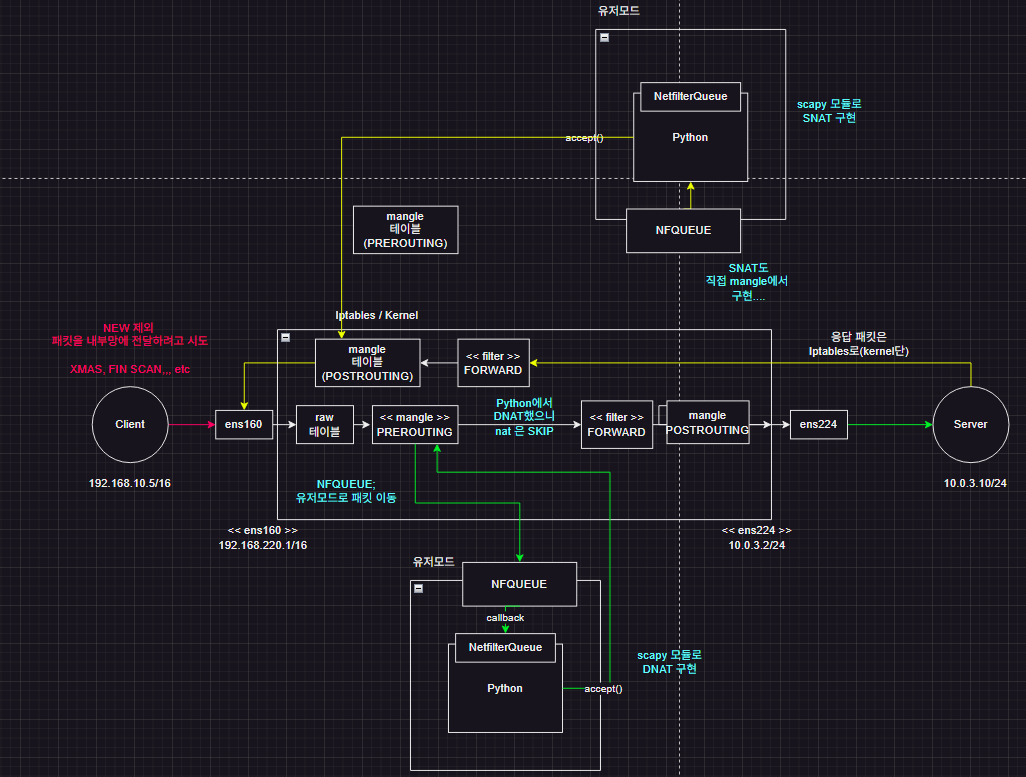 유저모드
NetfilterQueue
Python
accept()
scapy 모듈로
SNAT 구현
NFQUEUE
mangle
테이블
(PREROUTING)
SNAT도
직접 mangle에서
구현....
Iptables / Kernel
NEW 제외
패킷을 내부망에 전달하려고 시도
XMAS, FIN SCAN,,, etc
mangle
테이블
(POSTROUTING)
<< filter >>
FORWARD
응답 패킷은
Iptables로(kernel단)
Client
ens160
raw
테이블
<< mangle >>
PREROUTING
Python에서
DNAT했으니
nat 은 SKIP
<< filter >>
FORWARD
mangle
POSTROUTING
ens224
Server
192.168.10.5/16
10.0.3.10/24
NFQUEUE;
유저모드로 패킷 이동
<< ens160 >>
192.168.220.1/16
<< ens224 >>
10.0.3.2/24
유저모드
NFQUEUE
callback
NetfilterQueue
Python
accept()
scapy 모듈로
DNAT 구현